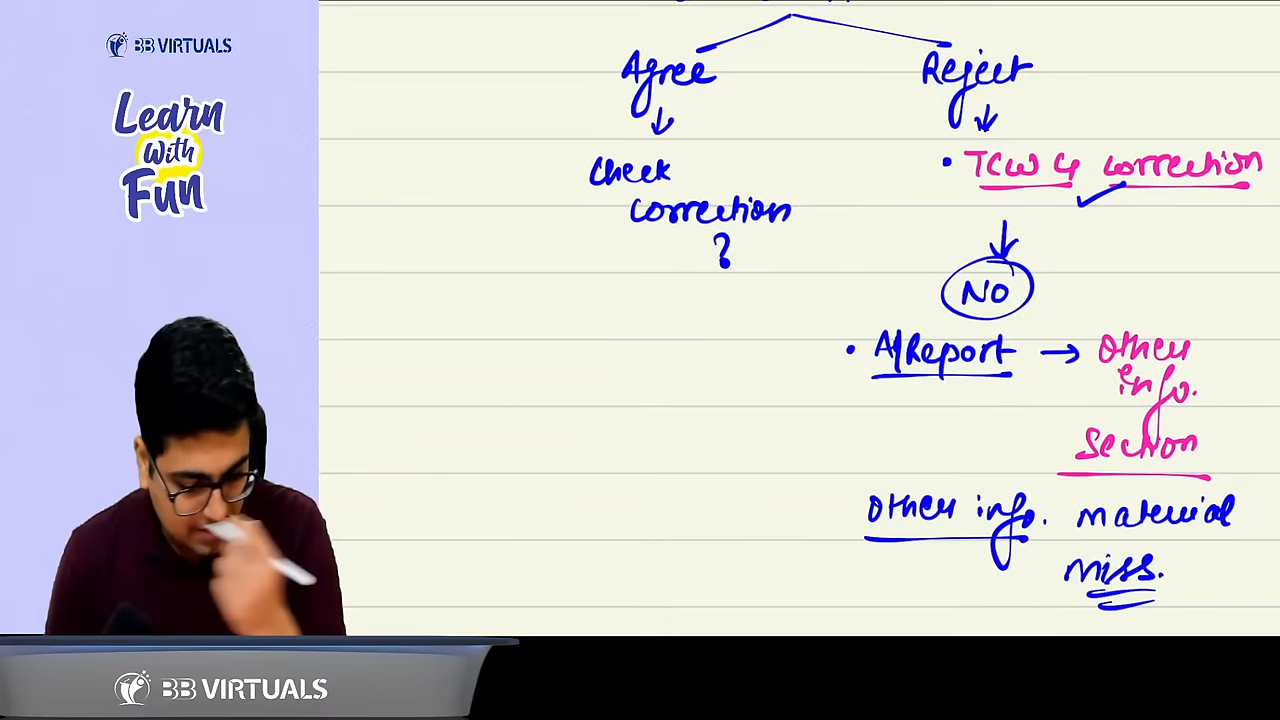 BB VIRTUALS
Learn
With
Fun
Agree
Reject
Check
correction
?
• TCWG correction
NO
• A/Report → Other
info.
Section
Other info. material
miss.
BB VIRTUALS